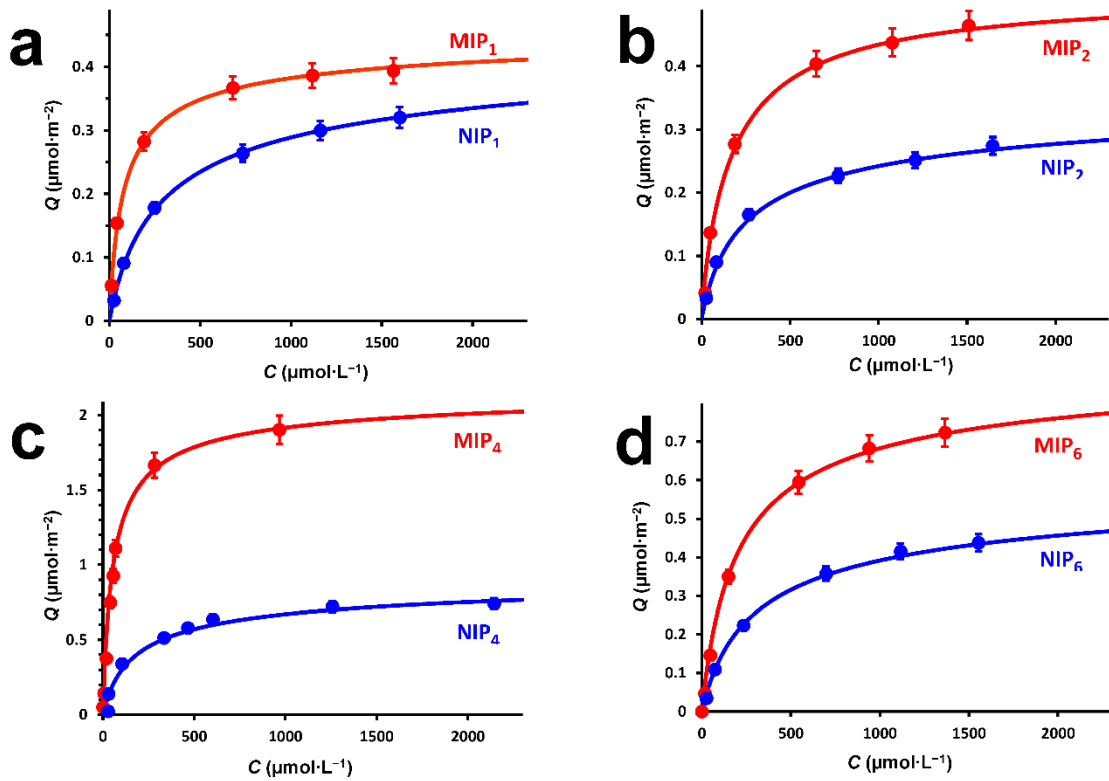 a
MIP₁
NIP₁
Q (µmol·m⁻²)
0.4
0.3
0.2
0.1
0
0 500 1000 1500 2000
C (µmol·L⁻¹)
b
MIP₂
NIP₂
Q (µmol·m⁻²)
0.4
0.2
0
0 500 1000 1500 2000
C (µmol·L⁻¹)
c
MIP₄
NIP₄
Q (µmol·m⁻²)
2
1.5
1
0.5
0
0 500 1000 1500 2000
C (µmol·L⁻¹)
d
MIP₆
NIP₆
Q (µmol·m⁻²)
0.7
0.6
0.5
0.4
0.3
0.2
0.1
0
0 500 1000 1500 2000
C (µmol·L⁻¹)